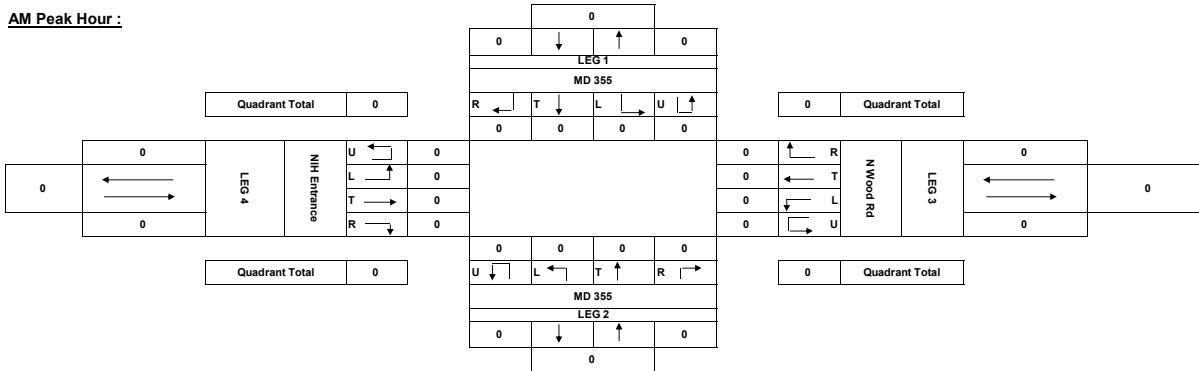 AM Peak Hour :
0
0 0
LEG 1
MD 355
Quadrant Total 0 R T L U 0 Quadrant Total
0 0 0 0
0 U 0 0 R 0
0 LEG 4 NIH Entrance L 0 0 T N Wood Rd LEG 3 0
T 0 0 L
0 R 0 0 U 0
0 0 0 0
Quadrant Total 0 U L T R 0 Quadrant Total
MD 355
LEG 2
0 0
0